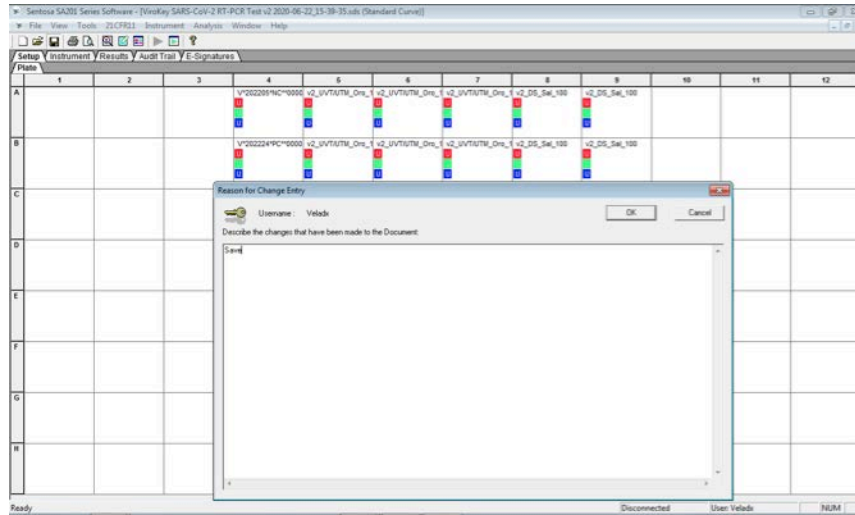 Sentosa SA201 Series Software - [ViroKey SARS-CoV-2 RT-PCR Test v2 2020-06-22_15-39-35.sds (Standard Curve)]
File View Tools 21CFR11 Instrument Analysis Window Help
Setup Instrument Results Audit Trail E-Signatures
Plate
1 2 3 4 5 6 7 8 9 10 11 12
A V*202205*NC**0000 v2_UVT/UTM_Oro_1 v2_UVT/UTM_Oro_1 v2_UVT/UTM_Oro_1 v2_DS_Sal_100 v2_DS_Sal_100
U U U U U U
U U U U U U
B V*202224*PC**0000 v2_UVT/UTM_Oro_1 v2_UVT/UTM_Oro_1 v2_UVT/UTM_Oro_1 v2_DS_Sal_100 v2_DS_Sal_100
U U U U U U
U U U U U U
C
Reason for Change Entry
Username : Veladx
OK Cancel
Describe the changes that have been made to the Document:
Save
D
E
F
G
H
Ready Disconnected User: Veladx NUM